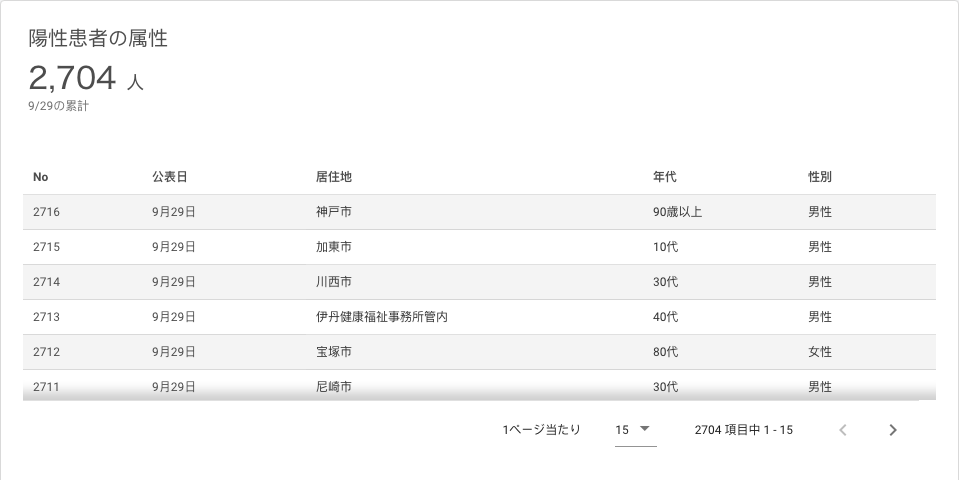 陽性患者の属性
2,704 人
9/29の累計
No 公表日 居住地 年代 性別
2716 9月29日 神戸市 90歳以上 男性
2715 9月29日 加東市 10代 男性
2714 9月29日 川西市 30代 男性
2713 9月29日 伊丹健康福祉事務所管内 40代 男性
2712 9月29日 宝塚市 80代 女性
2711 9月29日 尼崎市 30代 男性
1ページ当たり 15 2704 項目中 1 - 15